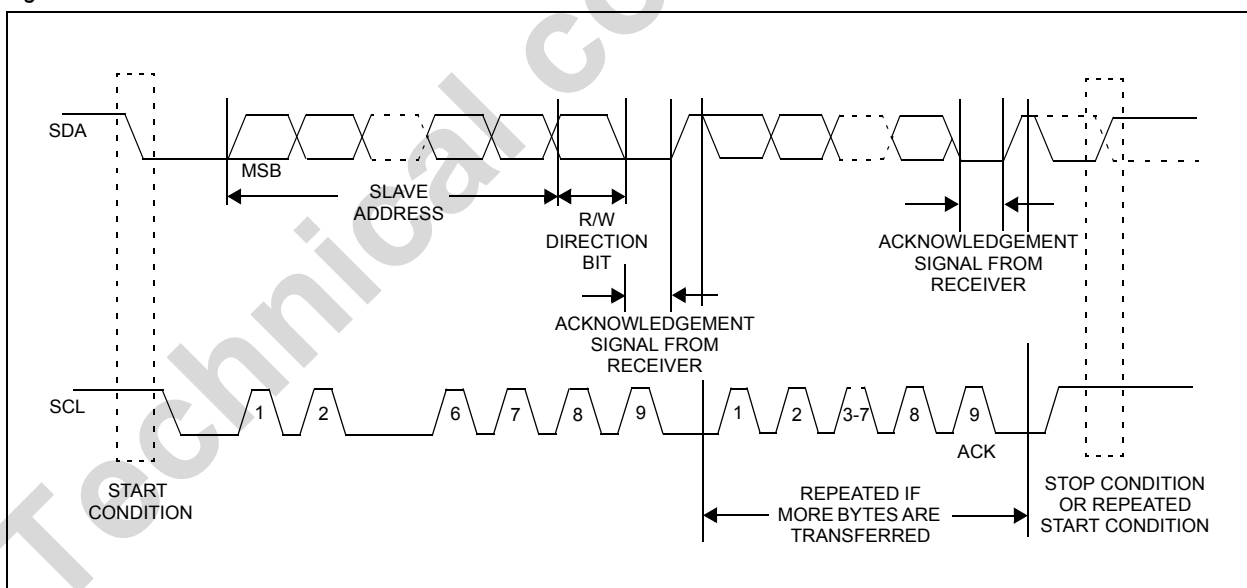 SDA
MSB
SLAVE
ADDRESS
R/W
DIRECTION
BIT
ACKNOWLEDGEMENT
SIGNAL FROM
RECEIVER
ACKNOWLEDGEMENT
SIGNAL FROM
RECEIVER
SCL
1
2
6
7
8
9
1
2
3-7
8
9
ACK
START
CONDITION
REPEATED IF
MORE BYTES ARE
TRANSFERRED
STOP CONDITION
OR REPEATED
START CONDITION
Technical